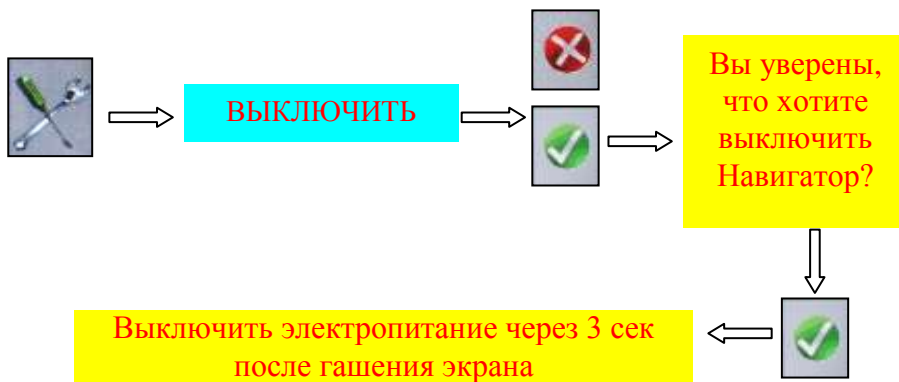 ВЫКЛЮЧИТЬ
Вы уверены,
что хотите
выключить
Навигатор?
Выключить электропитание через 3 сек
после гашения экрана